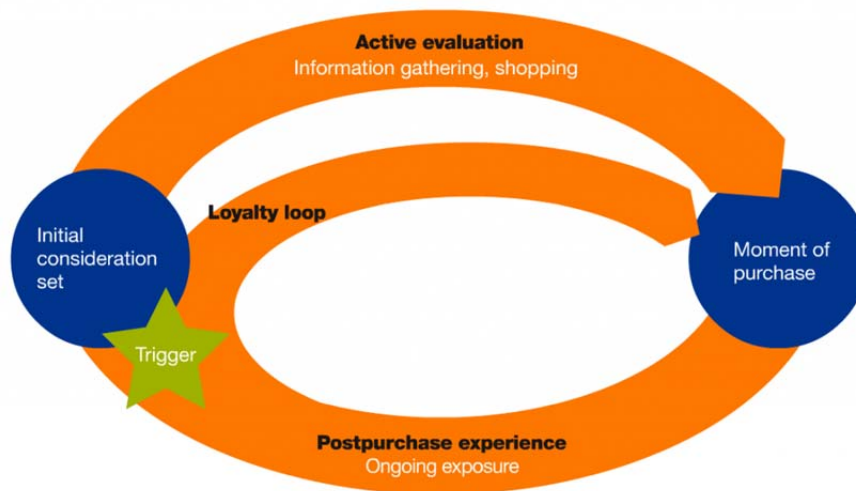 Active evaluation
Information gathering, shopping
Loyalty loop
Initial
consideration
set
Moment of
purchase
Trigger
Postpurchase experience
Ongoing exposure